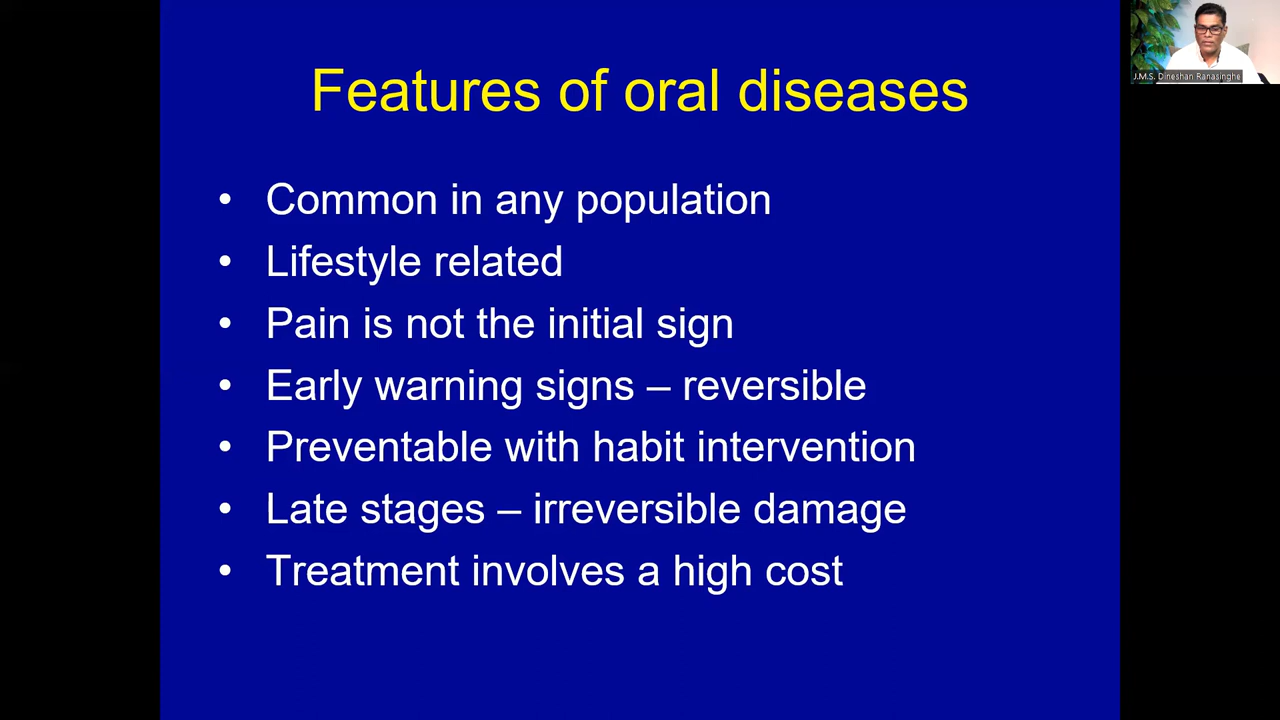 Features of oral diseases
• Common in any population
• Lifestyle related
• Pain is not the initial sign
• Early warning signs – reversible
• Preventable with habit intervention
• Late stages – irreversible damage
• Treatment involves a high cost
J.M.S. Dineshan Ranasinghe